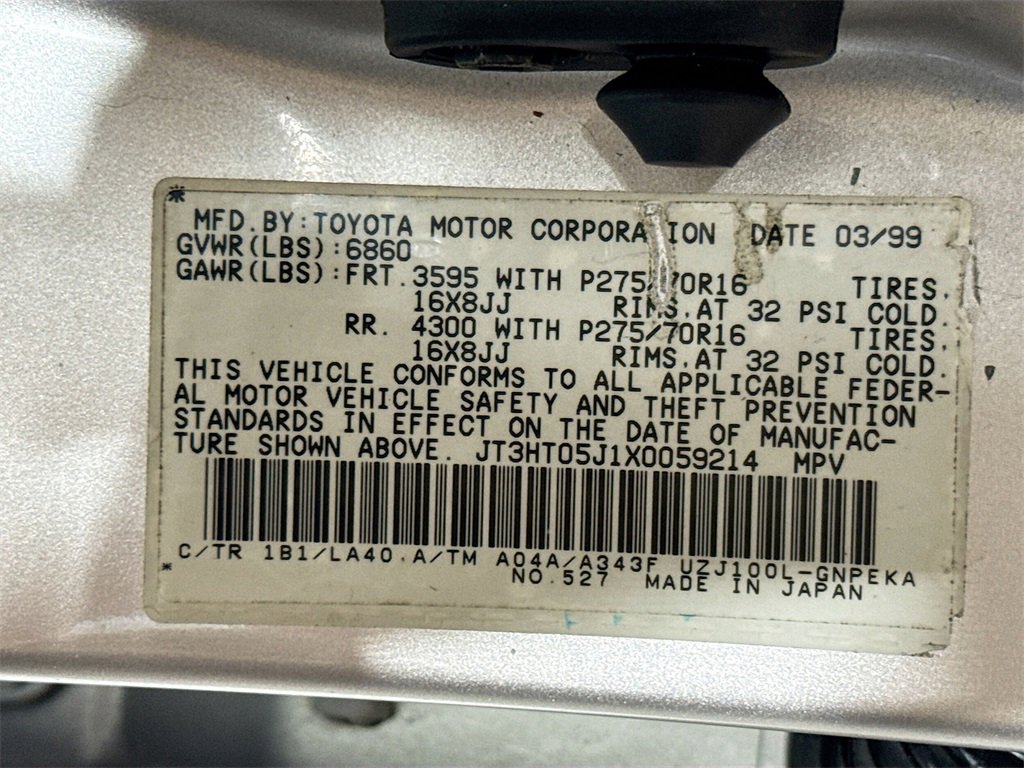 MFD. BY: TOYOTA MOTOR CORPORATION DATE 03/99
GVWR(LBS):6860
GAWR(LBS):FRT. 3595 WITH P275/70R16 TIRES,
16X8JJ RIMS, AT 32 PSI COLD.
RR. 4300 WITH P275/70R16 TIRES,
16X8JJ RIMS, AT 32 PSI COLD.
THIS VEHICLE CONFORMS TO ALL APPLICABLE FEDER-
AL MOTOR VEHICLE SAFETY AND THEFT PREVENTION
STANDARDS IN EFFECT ON THE DATE OF MANUFAC-
TURE SHOWN ABOVE. JT3HT05J1X0059214 MPV
C/TR 1B1/LA40 A/TM A04A/A343F UZJ100L-GNPEKA
NO.527 MADE IN JAPAN